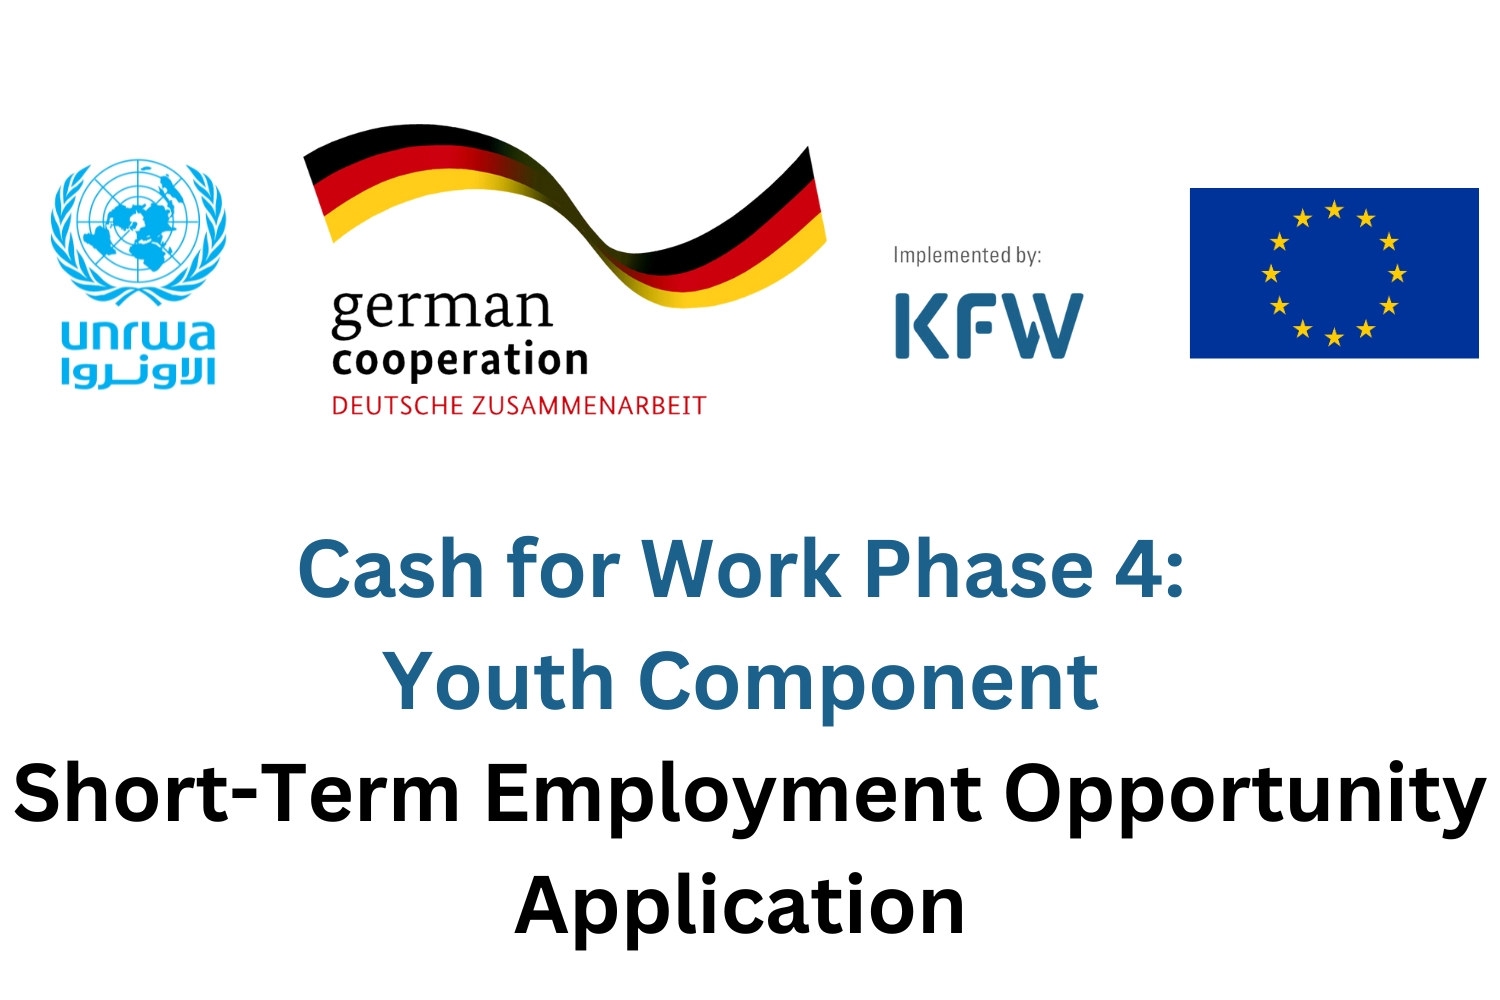 unrwa
الاونروا
german
cooperation
DEUTSCHE ZUSAMMENARBEIT
Implemented by:
KFW
Cash for Work Phase 4:
Youth Component
Short-Term Employment Opportunity
Application